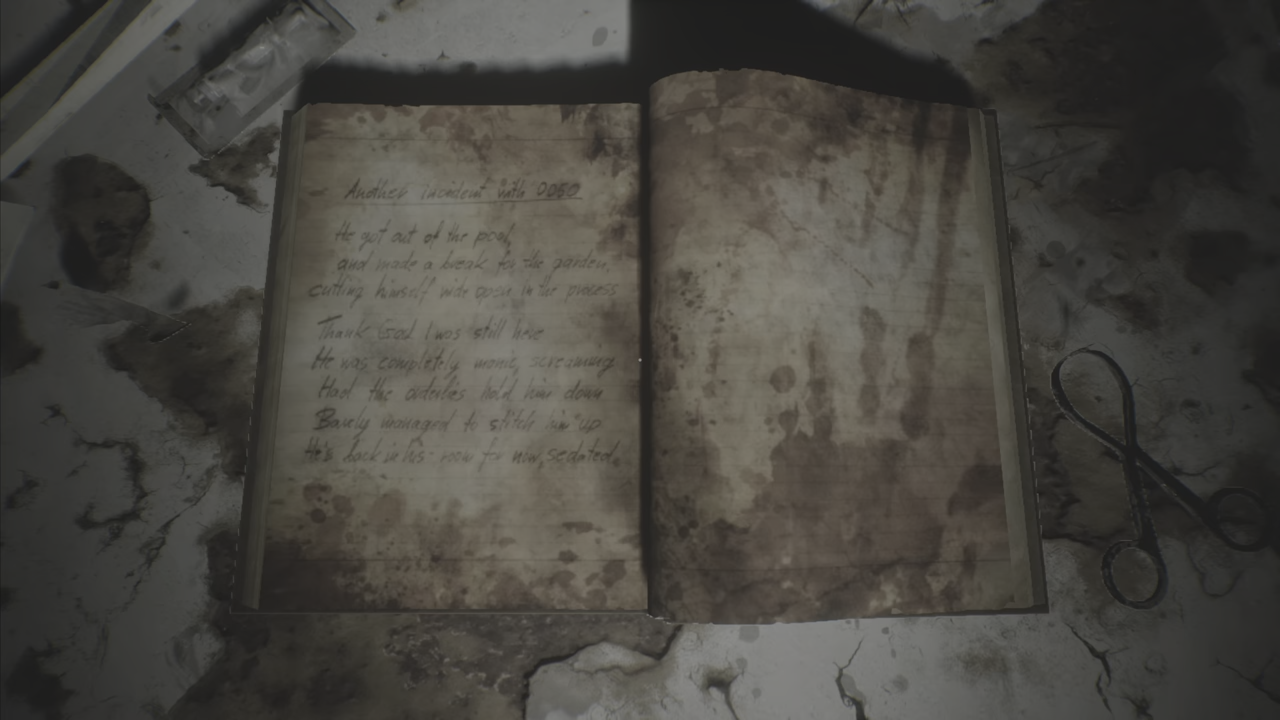 Another incident with 0050
He got out of the pool,
and made a break for the garden,
cutting himself wide open in the process
Thank God I was still here
He was completely manic, screaming
Had the orderlies hold him down
Barely managed to stitch him up
He's back in his room for now, sedated.